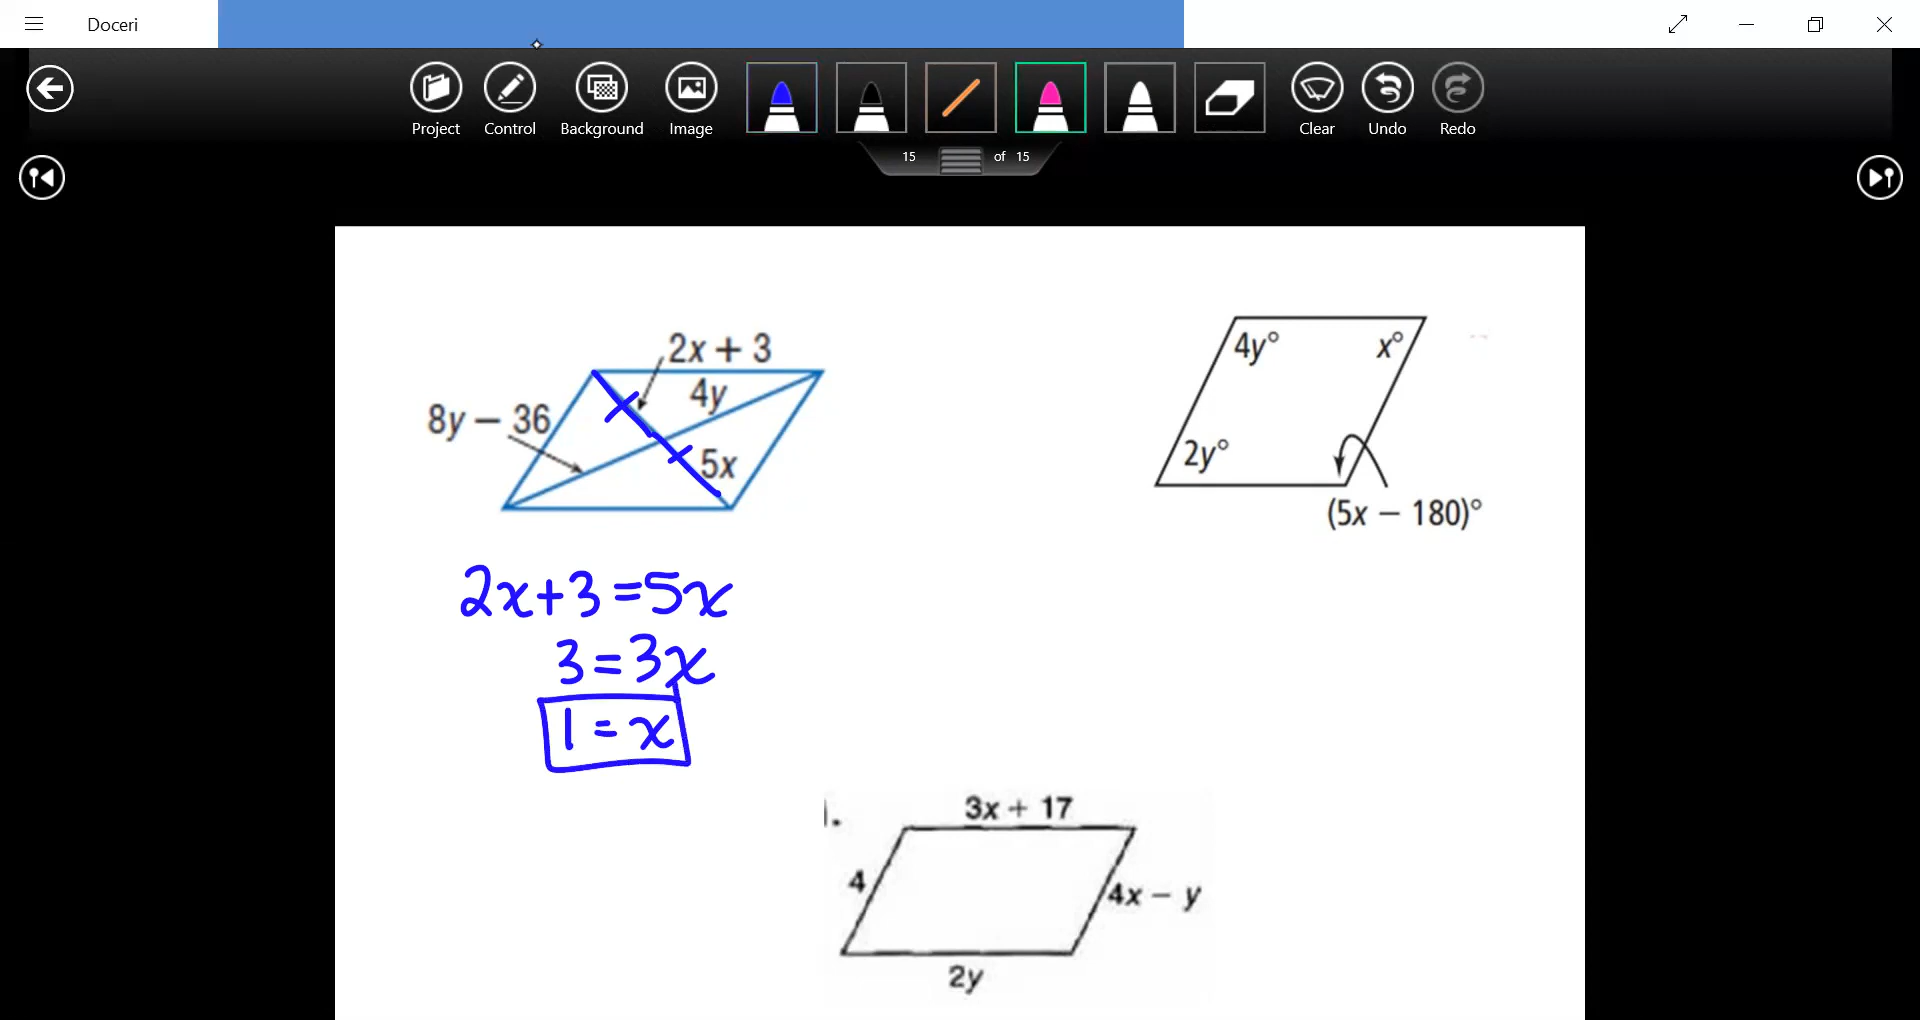 Doceri
Project Control Background Image Clear Undo Redo
15 of 15
2x + 3
4y
8y − 36
5x
4y° x°
2y°
(5x − 180)°
2x+3=5x
3=3x
1=x
3x + 17
4
4x − y
2y